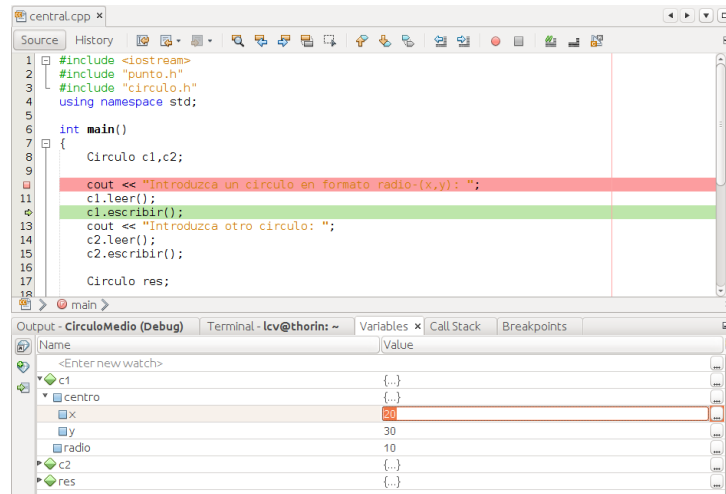 central.cpp ×
Source History
1 #include <iostream>
2 #include "punto.h"
3 #include "circulo.h"
4 using namespace std;
5
6 int main()
7 {
8 Circulo c1,c2;
9
cout << "Introduzca un circulo en formato radio-(x,y): ";
11 c1.leer();
c1.escribir();
13 cout << "Introduzca otro circulo: ";
14 c2.leer();
15 c2.escribir();
16
17 Circulo res;
18
main
Output - CirculoMedio (Debug) Terminal - lcv@thorin: ~ Variables × Call Stack Breakpoints
Name Value
<Enter new watch>
c1 {...}
centro {...}
x 20
y 30
radio 10
c2 {...}
res {...}